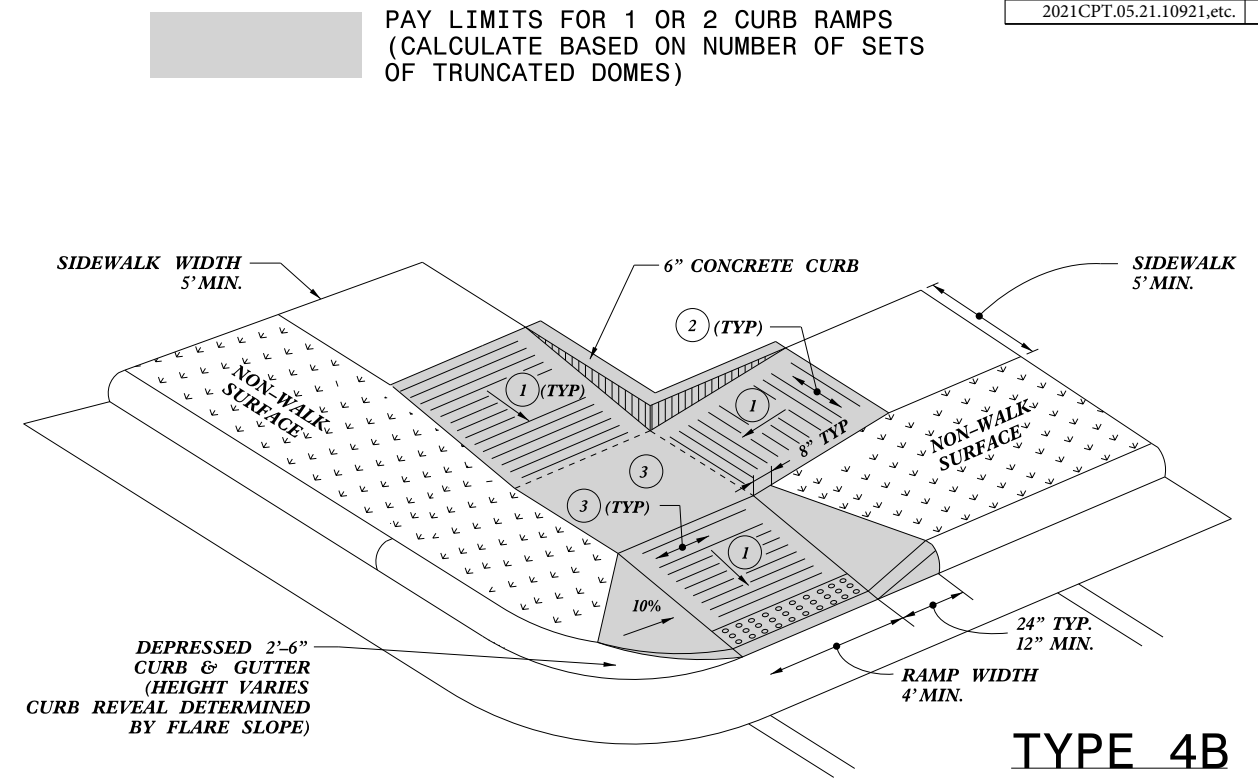 2021CPT.05.21.10921,etc.
PAY LIMITS FOR 1 OR 2 CURB RAMPS
(CALCULATE BASED ON NUMBER OF SETS
OF TRUNCATED DOMES)
SIDEWALK WIDTH
5' MIN.
6" CONCRETE CURB
SIDEWALK
5' MIN.
2 (TYP)
NON-WALK
SURFACE
1 (TYP)
1
8" TYP
NON-WALK
SURFACE
3
3 (TYP)
1
10%
DEPRESSED 2'-6"
CURB & GUTTER
(HEIGHT VARIES
CURB REVEAL DETERMINED
BY FLARE SLOPE)
24" TYP.
12" MIN.
RAMP WIDTH
4' MIN.
TYPE 4B